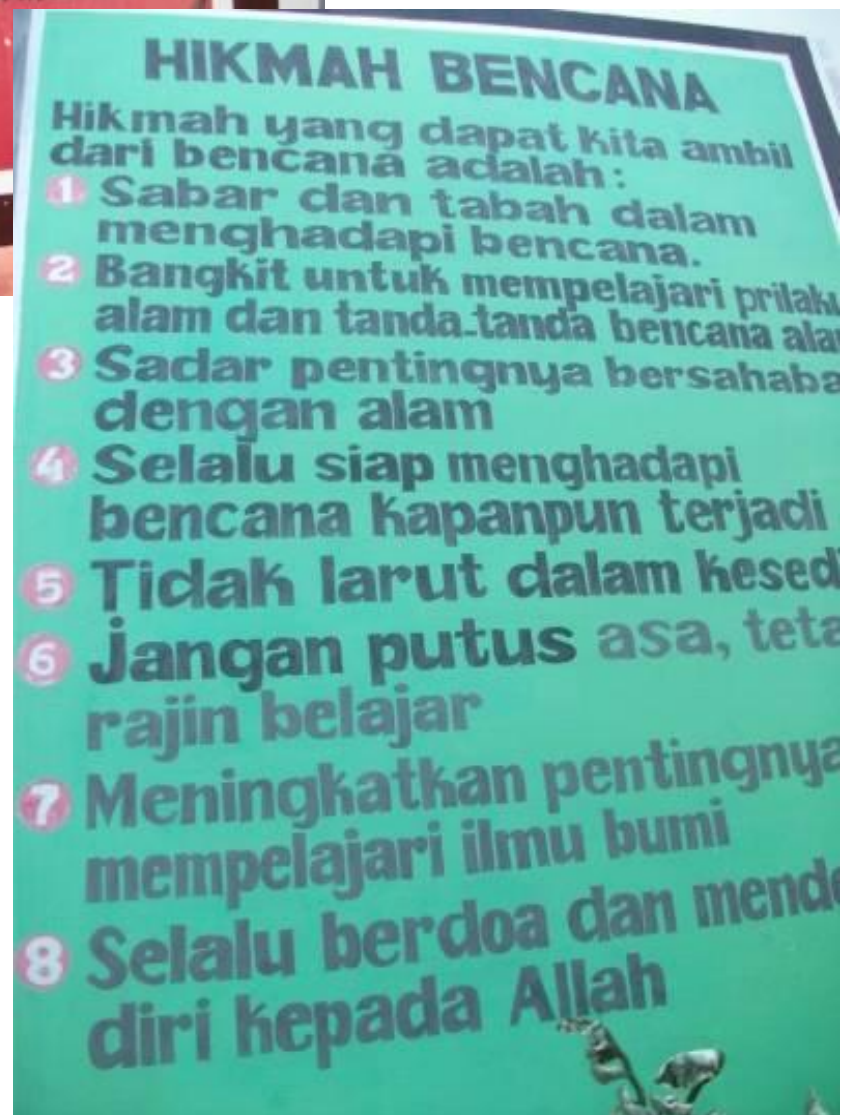 HIKMAH BENCANA
Hikmah yang dapat kita ambil
dari bencana adalah:
1 Sabar dan tabah dalam
menghadapi bencana.
2 Bangkit untuk mempelajari prilaku
alam dan tanda-tanda bencana
3 Sadar pentingnya
dengan alam
4 Selalu siap menghadapi
bencana kapanpun terjadi
5 Tidak larut dalam
6 Jangan putus asa,
rajin belajar
7 Meningkatkan pentingnya
mempelajari ilmu bumi
8 Selalu berdoa dan
diri kepada Allah